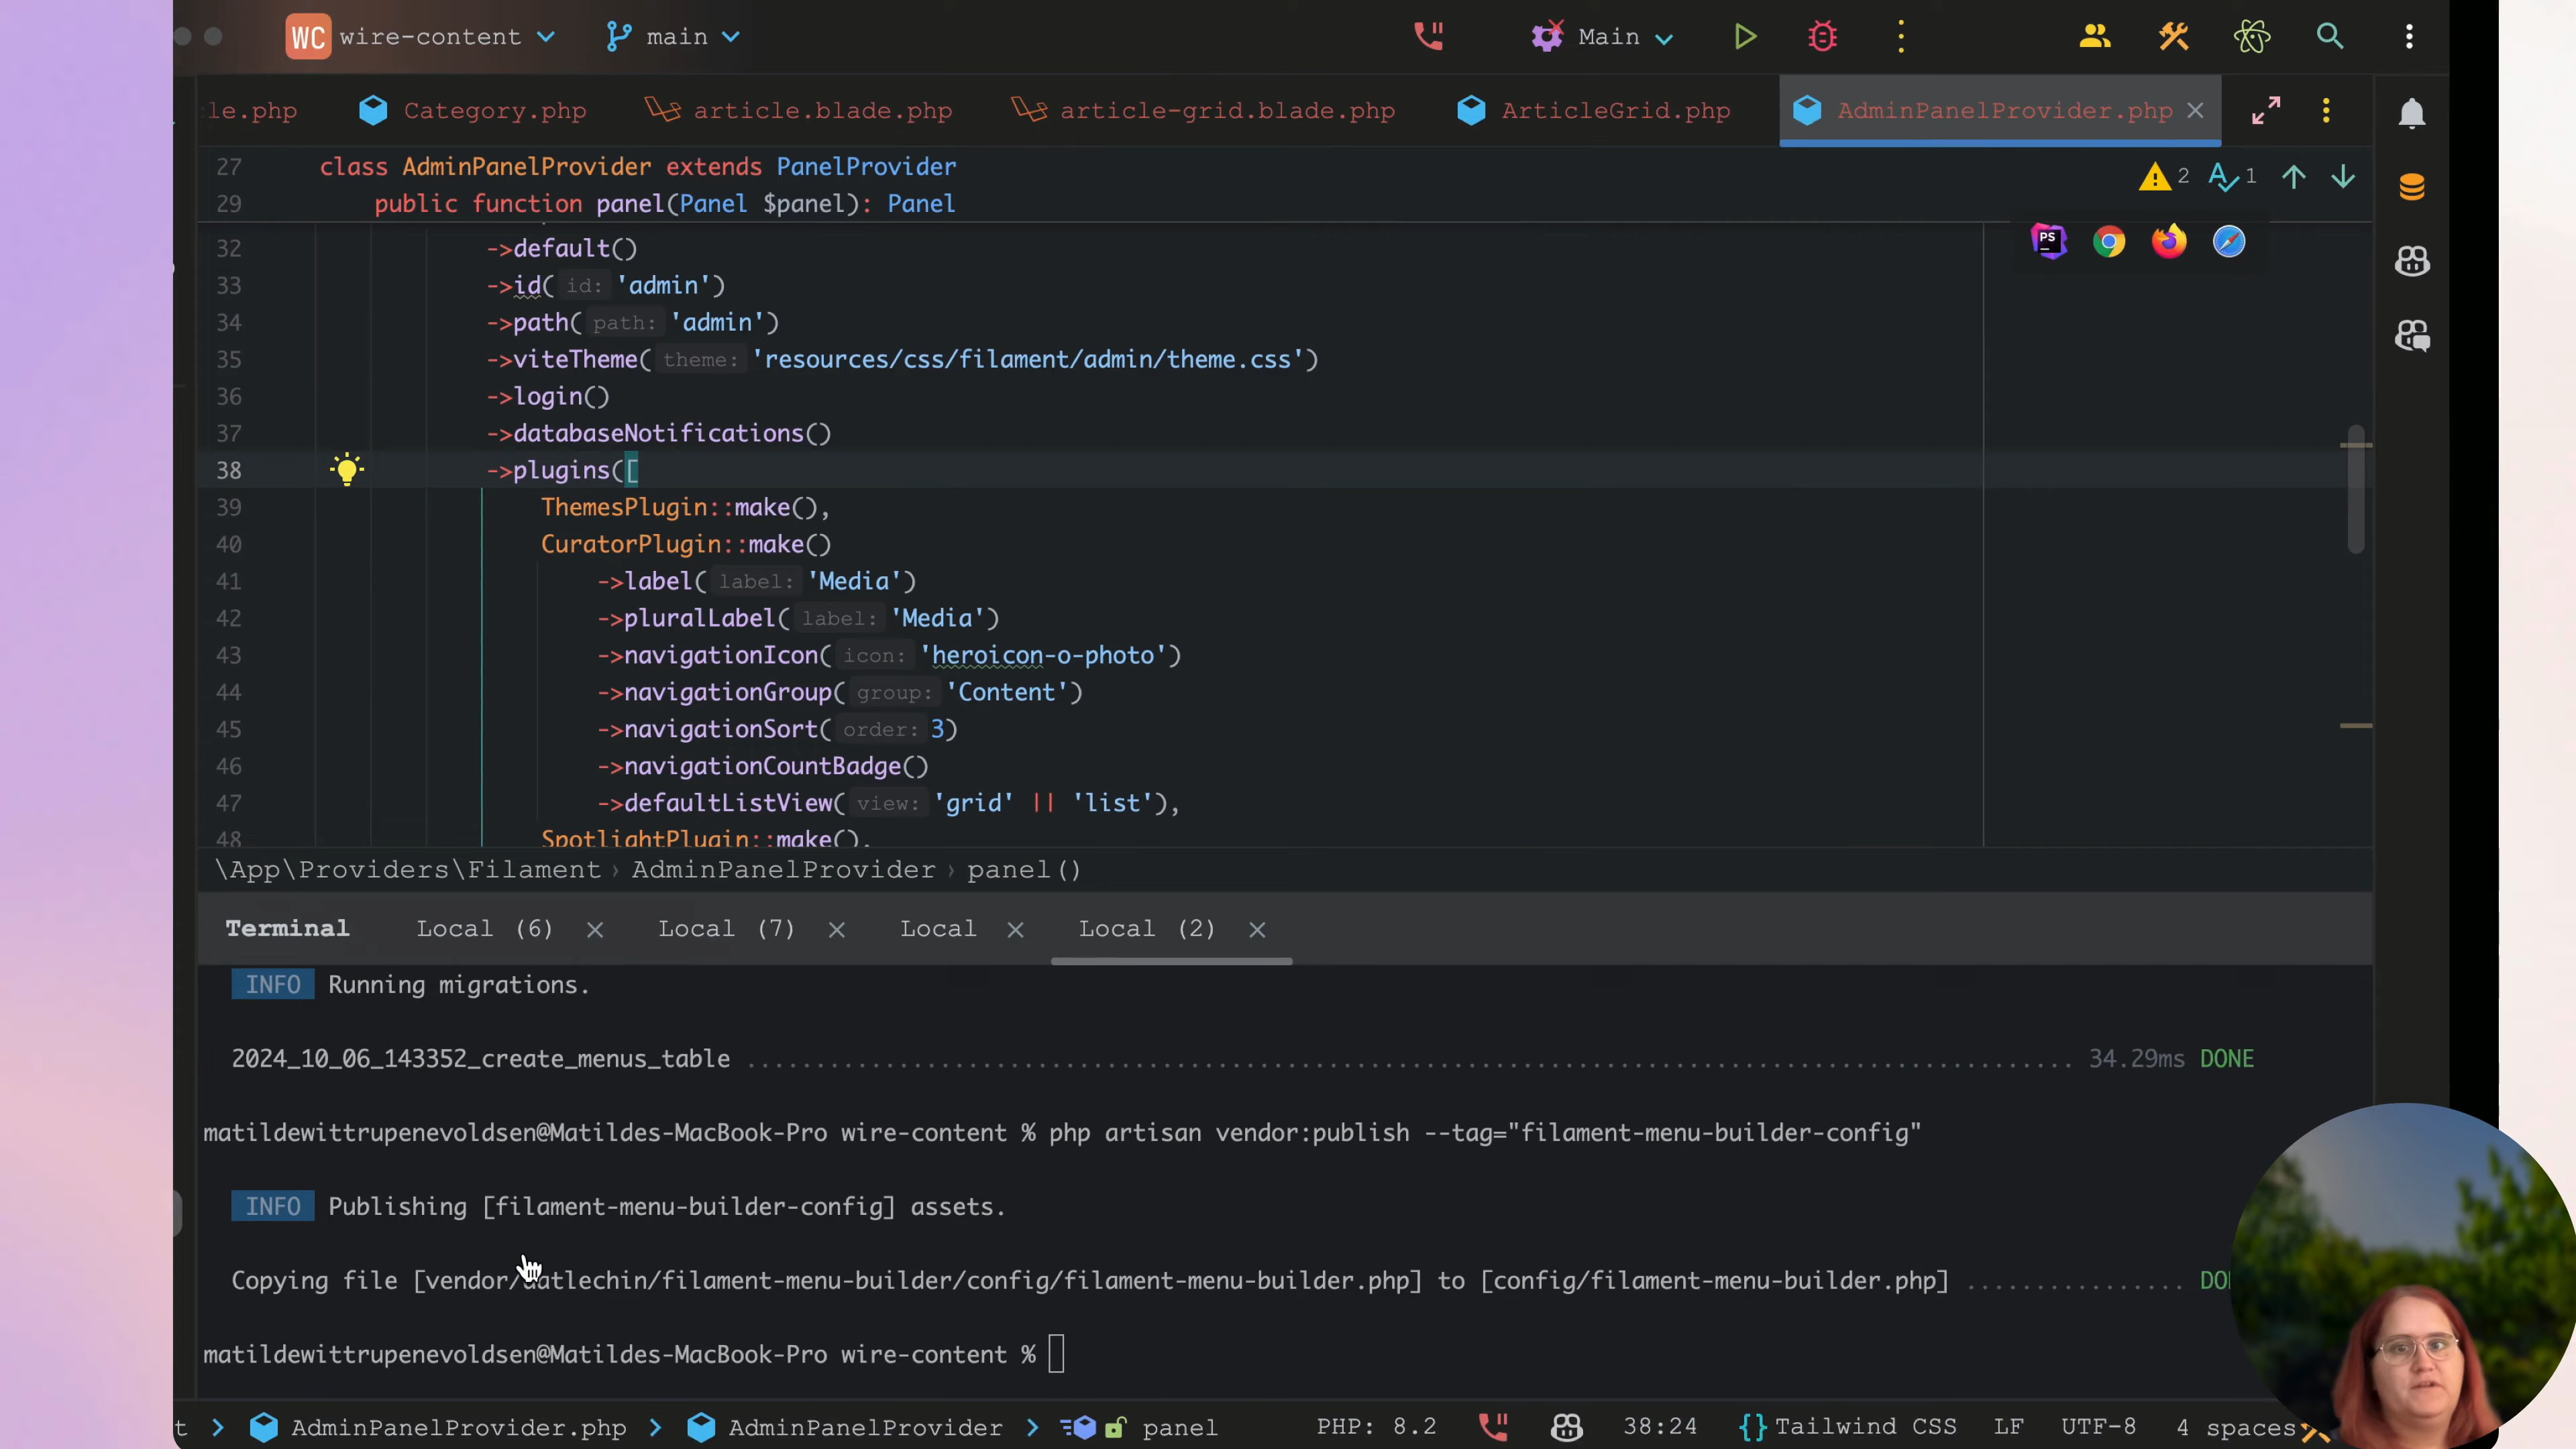 WC wire-content main Main
le.php Category.php article.blade.php article-grid.blade.php ArticleGrid.php AdminPanelProvider.php
27 class AdminPanelProvider extends PanelProvider
2 1
29 public function panel(Panel $panel): Panel
32 ->default()
33 ->id( id: 'admin')
34 ->path( path: 'admin')
35 ->viteTheme( theme: 'resources/css/filament/admin/theme.css')
36 ->login()
37 ->databaseNotifications()
38 ->plugins([
39 ThemesPlugin::make(),
40 CuratorPlugin::make()
41 ->label( label: 'Media')
42 ->pluralLabel( label: 'Media')
43 ->navigationIcon( icon: 'heroicon-o-photo')
44 ->navigationGroup( group: 'Content')
45 ->navigationSort( order: 3)
46 ->navigationCountBadge()
47 ->defaultListView( view: 'grid' || 'list'),
48 SpotlightPlugin::make(),
\App\Providers\Filament › AdminPanelProvider › panel()
Terminal Local (6) Local (7) Local Local (2)
INFO Running migrations.
2024_10_06_143352_create_menus_table 34.29ms DONE
matildewittrupenevoldsen@Matildes-MacBook-Pro wire-content % php artisan vendor:publish --tag="filament-menu-builder-config"
INFO Publishing [filament-menu-builder-config] assets.
Copying file [vendor/datlechin/filament-menu-builder/config/filament-menu-builder.php] to [config/filament-menu-builder.php] DON
matildewittrupenevoldsen@Matildes-MacBook-Pro wire-content %
t AdminPanelProvider.php AdminPanelProvider panel PHP: 8.2 38:24 {} Tailwind CSS LF UTF-8 4 spaces